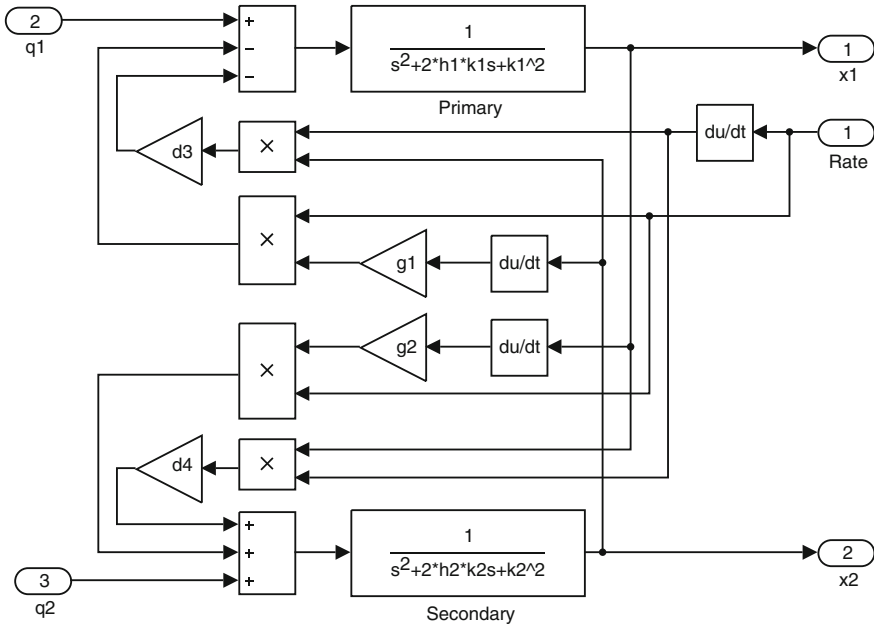 2
q1
+
−
−
1
s²+2*h1*k1s+k1^2
Primary
1
x1
d3
×
du/dt
1
Rate
×
g1
du/dt
×
g2
du/dt
d4
×
+
+
+
3
q2
1
s²+2*h2*k2s+k2^2
Secondary
2
x2